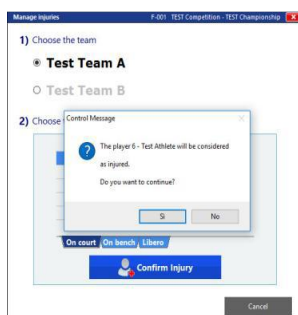 Manage injuries F-001 TEST Competition - TEST Championship
1) Choose the team
Test Team A
Test Team B
2) Choose
Control Message
The player 6 - Test Athlete will be considered
as injured.
Do you want to continue?
Si No
On court On bench Libero
Confirm Injury
Cancel